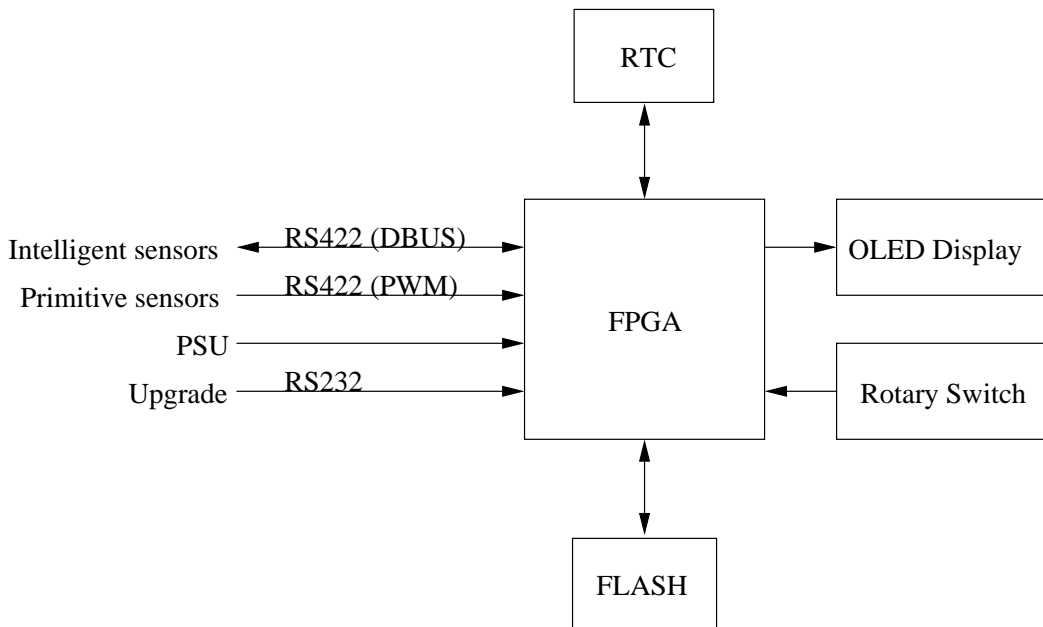 RTC
Intelligent sensors
RS422 (DBUS)
OLED Display
Primitive sensors
RS422 (PWM)
FPGA
PSU
Upgrade
RS232
Rotary Switch
FLASH